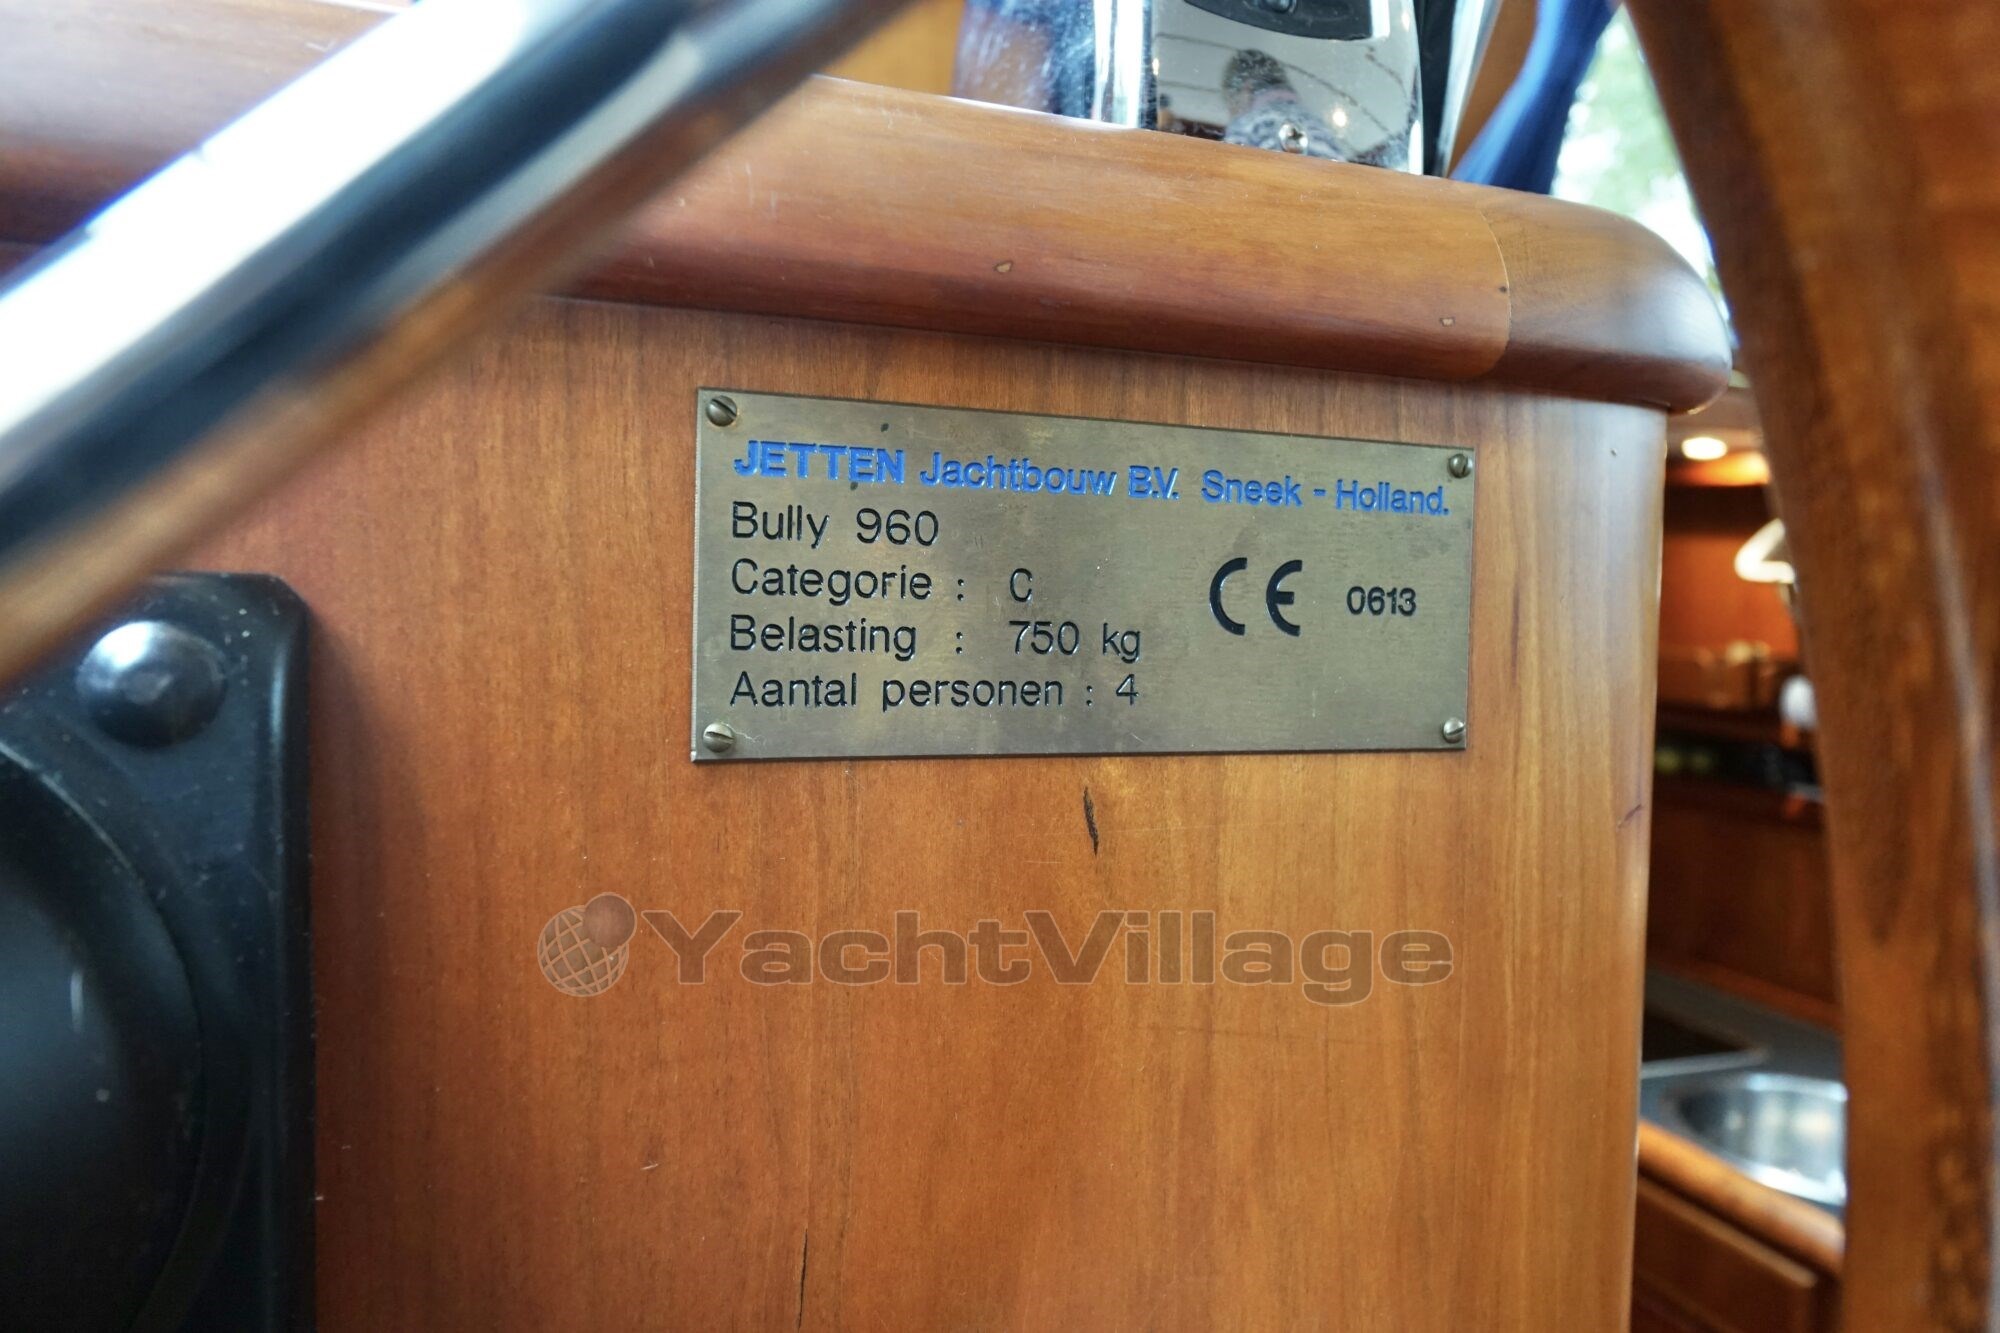 JETTEN Jachtbouw B.V. Sneek - Holland.
Bully 960
Categorie : C
Belasting : 750 kg
Aantal personen : 4
CE 0613
YachtVillage